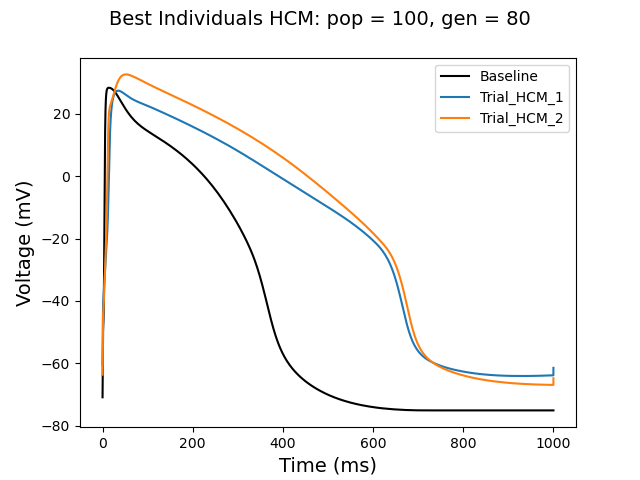 Best Individuals HCM: pop = 100, gen = 80
Baseline
Trial_HCM_1
Trial_HCM_2
Voltage (mV)
20
0
−20
−40
−60
−80
0 200 400 600 800 1000
Time (ms)